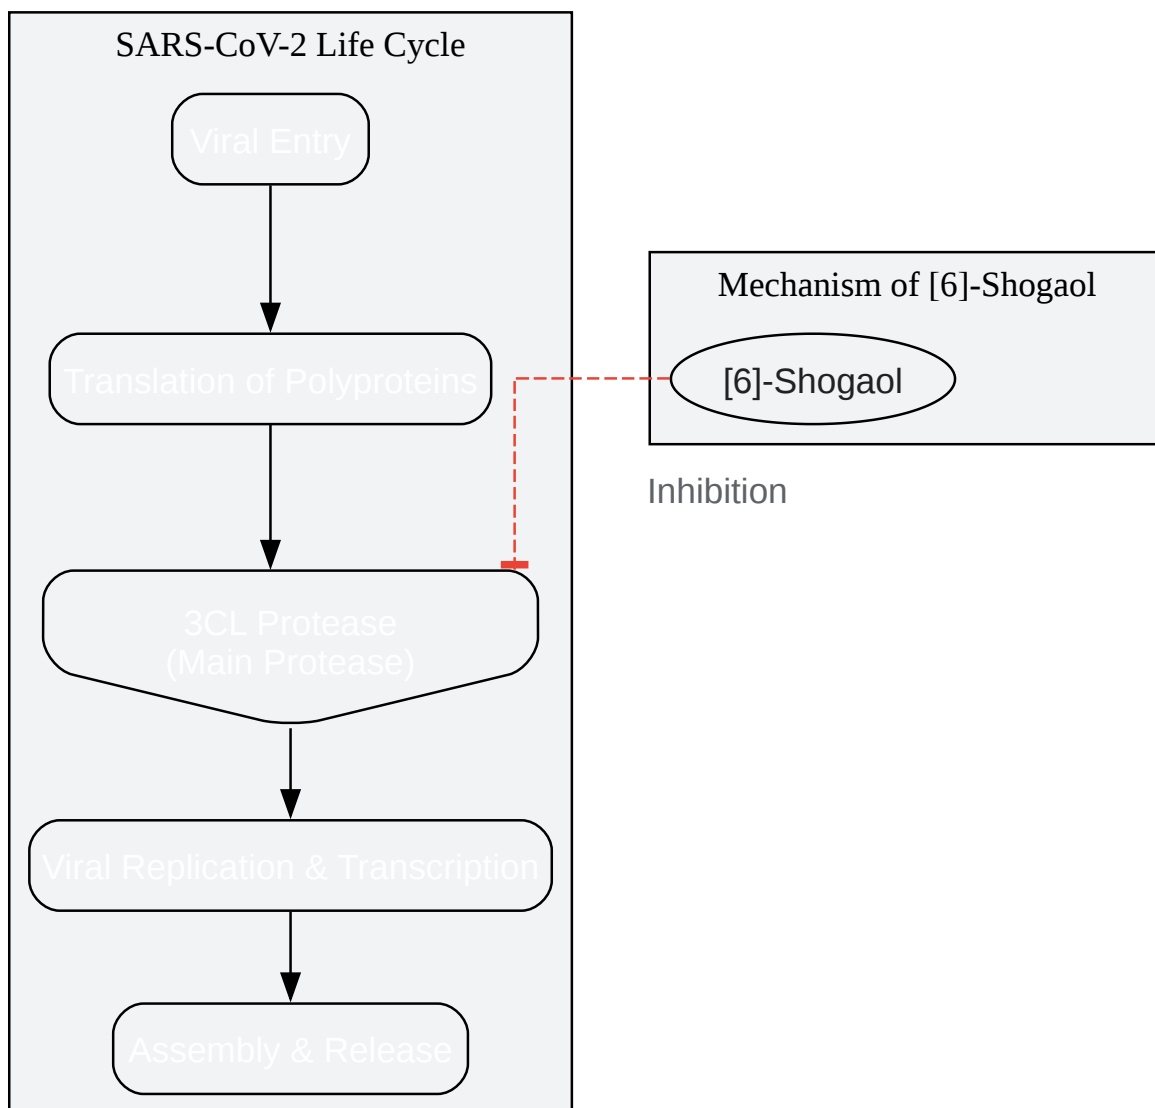 SARS-CoV-2 Life Cycle
Viral Entry
Translation of Polyproteins
3CL Protease
(Main Protease)
Viral Replication & Transcription
Assembly & Release
Mechanism of [6]-Shogaol
[6]-Shogaol
Inhibition